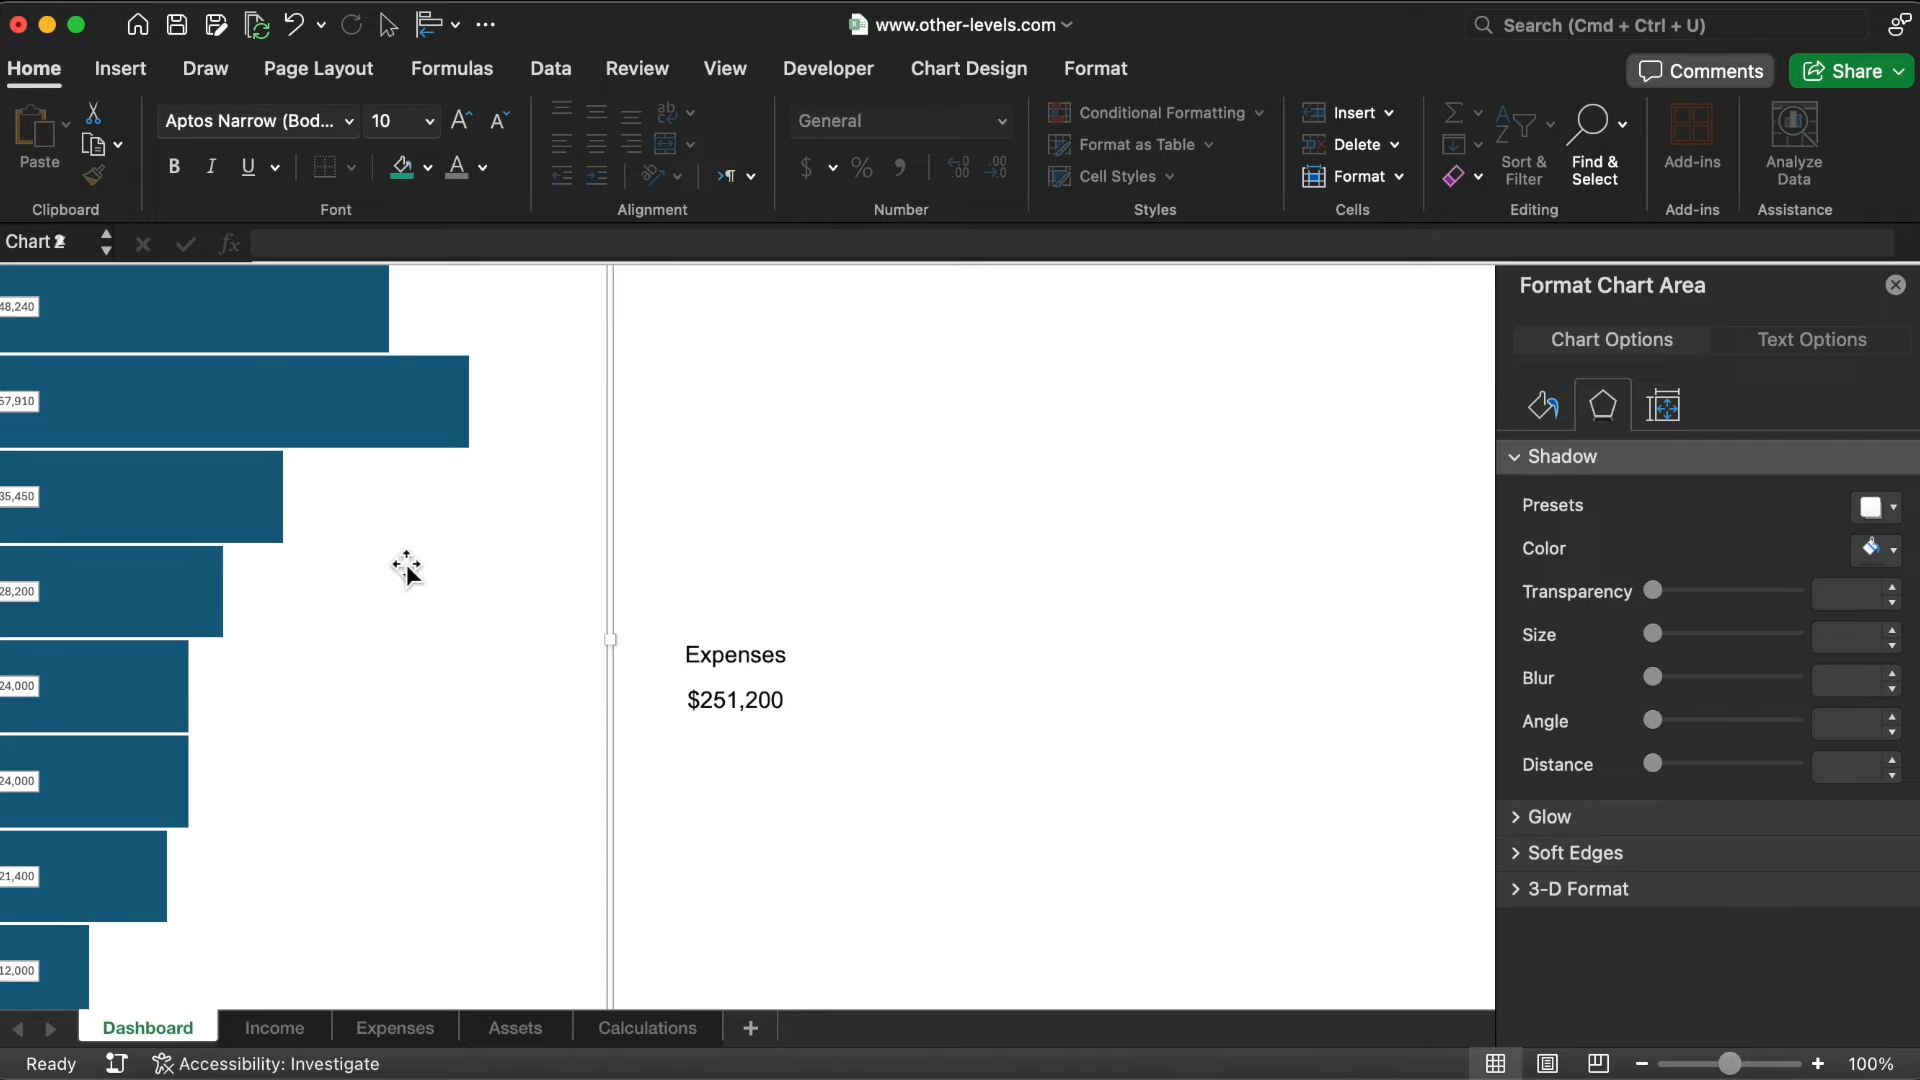 www.other-levels.com
Search (Cmd + Ctrl + U)
Home
Insert
Draw
Page Layout
Formulas
Data
Review
View
Developer
Chart Design
Format
Comments
Share
Paste
Clipboard
Aptos Narrow (Bod...
10
B
I
U
A
Font
ab
Alignment
General
$
%
.00
Number
Conditional Formatting
Format as Table
Cell Styles
Styles
Insert
Delete
Format
Cells
Sort &
Filter
Find &
Select
Editing
Add-ins
Add-ins
Analyze
Data
Assistance
Chart
fx
48,240
57,910
35,450
28,200
24,000
24,000
21,400
12,000
Expenses
$251,200
Format Chart Area
Chart Options
Text Options
Shadow
Presets
Color
Transparency
Size
Blur
Angle
Distance
Glow
Soft Edges
3-D Format
Dashboard
Income
Expenses
Assets
Calculations
Ready
Accessibility: Investigate
100%